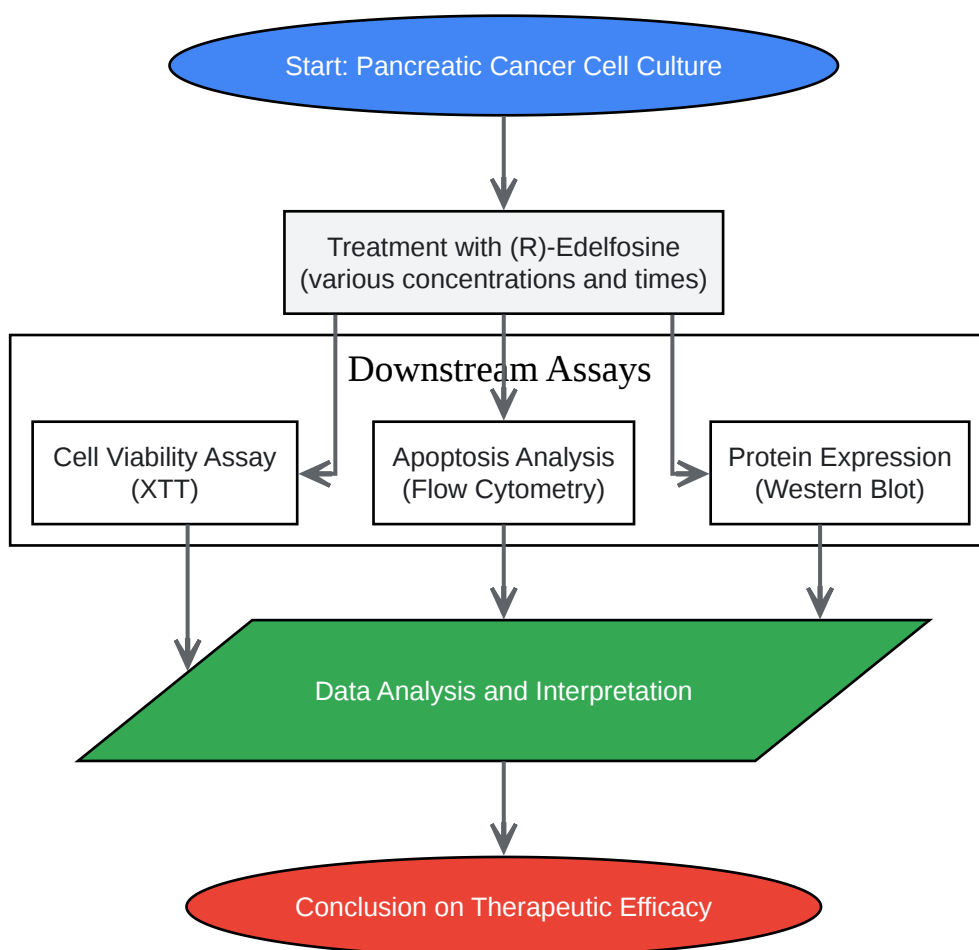 Start: Pancreatic Cancer Cell Culture
Treatment with (R)-Edelfosine
(various concentrations and times)
Downstream Assays
Cell Viability Assay
(XTT)
Apoptosis Analysis
(Flow Cytometry)
Protein Expression
(Western Blot)
Data Analysis and Interpretation
Conclusion on Therapeutic Efficacy